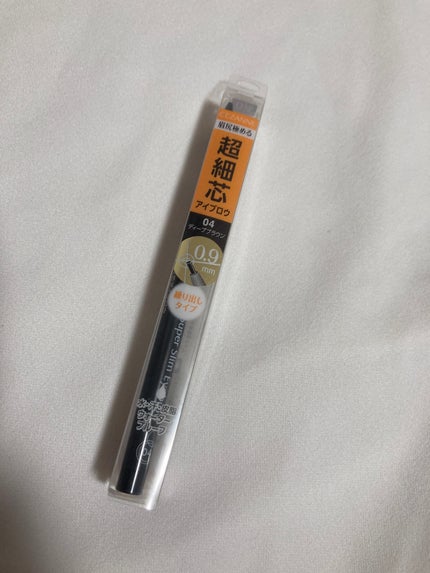 CEZANNE
眉尻極める
超細芯
アイブロウ
04
ディープブラウン
0.9
mm
繰り出し
タイプ
Super Slim
ウォーター
プルーフ